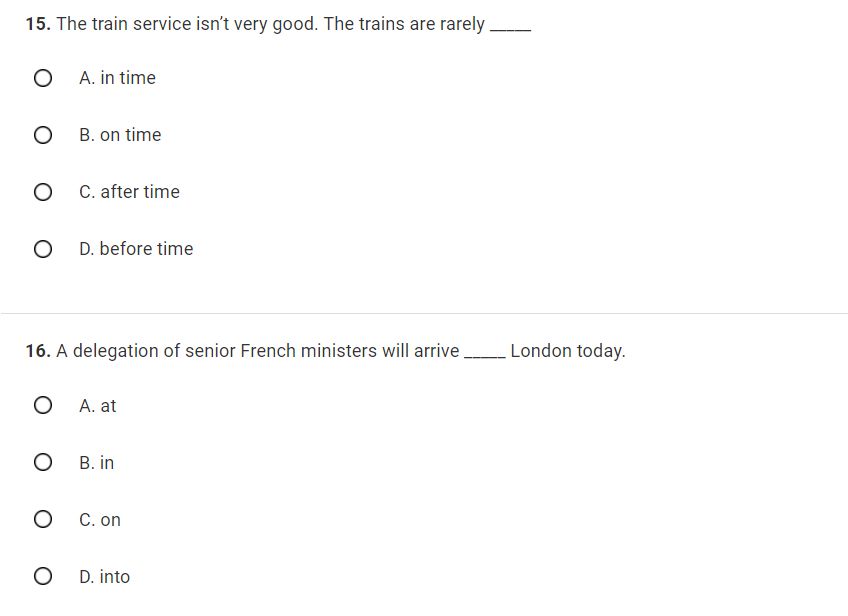 15. The train service isn’t very good. The trains are rarely _____
A. in time
B. on time
C. after time
D. before time
16. A delegation of senior French ministers will arrive _____ London today.
A. at
B. in
C. on
D. into